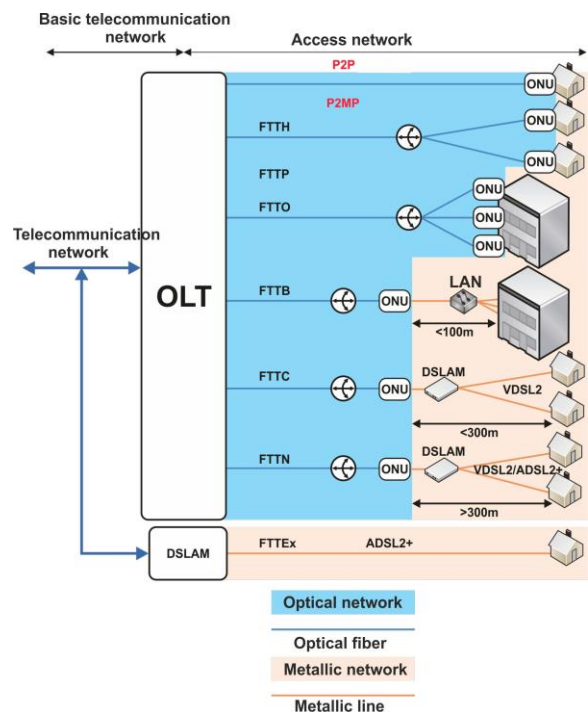 Basic telecommunication
network
Access network
P2P
ONU
P2MP
ONU
FTTH
ONU
FTTP
ONU
FTTO
ONU
ONU
Telecommunication
network
OLT
LAN
FTTB
ONU
<100m
DSLAM
FTTC
ONU
VDSL2
<300m
DSLAM
FTTN
ONU
VDSL2/ADSL2+
>300m
DSLAM
FTTEx
ADSL2+
Optical network
Optical fiber
Metallic network
Metallic line